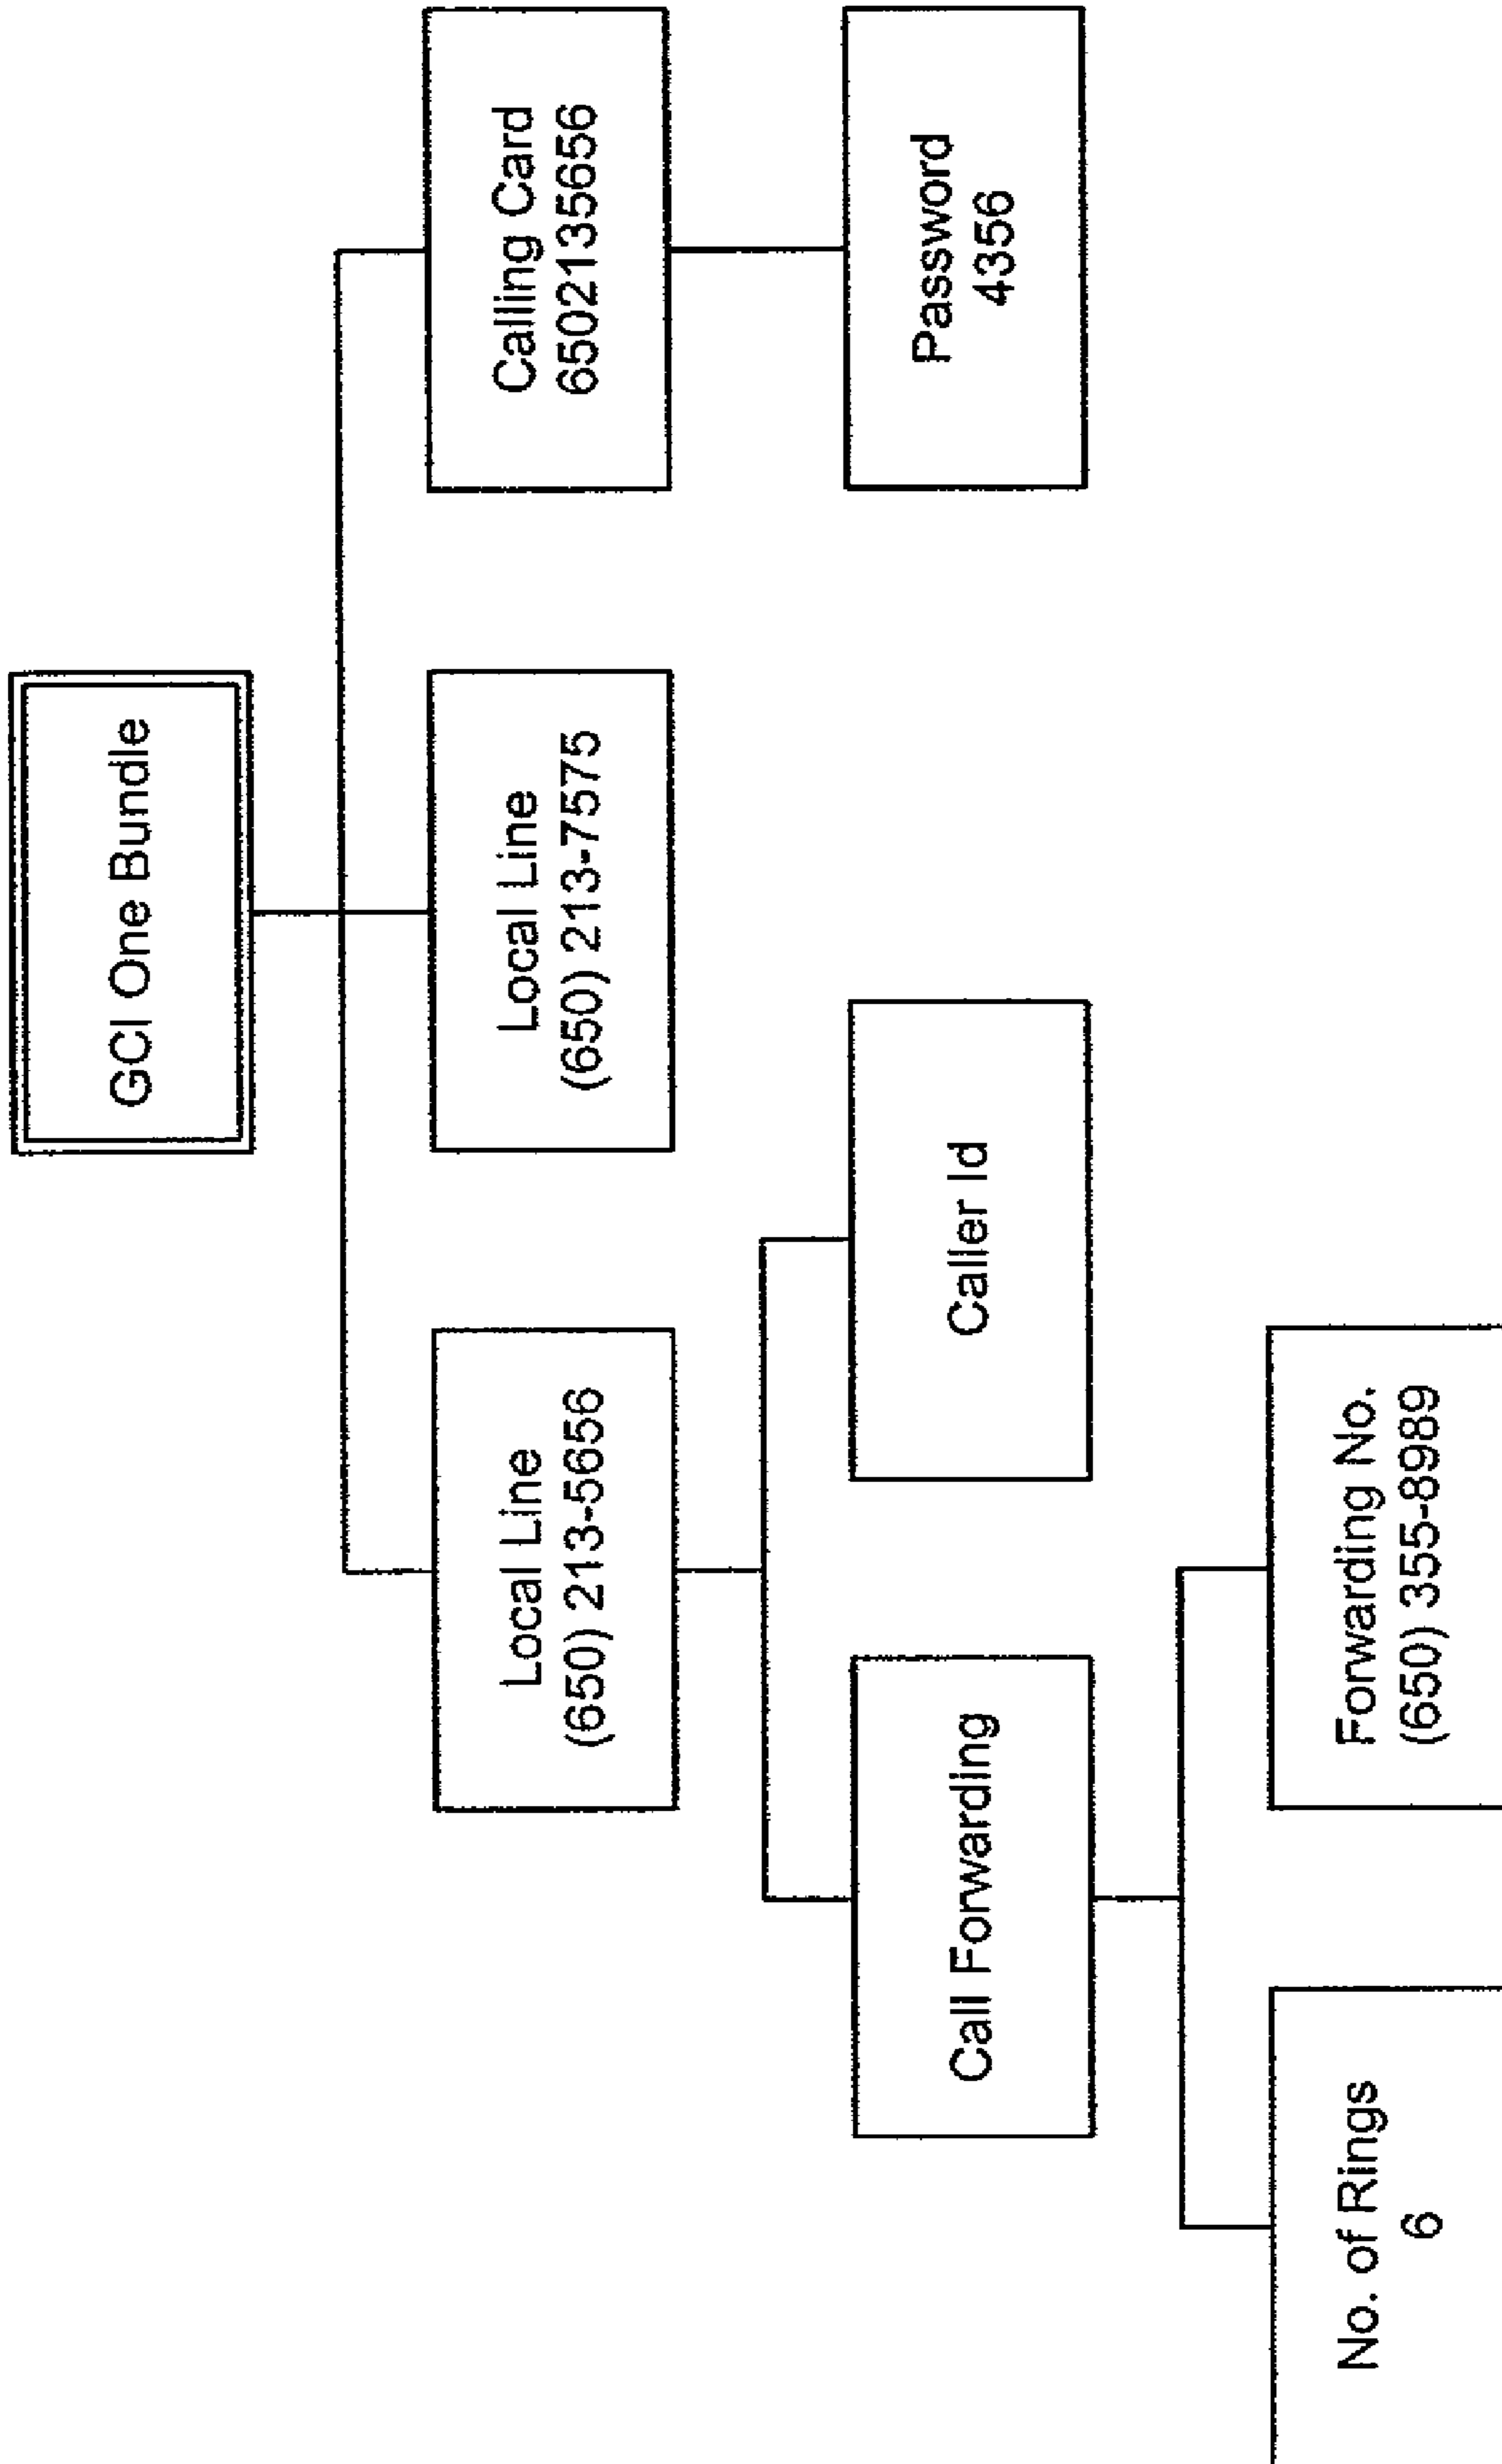 GCI One Bundle
Local Line
(650) 213-5656
Local Line
(650) 213-7575
Calling Card
6502135656
Call Forwarding
Caller Id
Password
4356
No. of Rings
6
Forwarding No.
(650) 355-8989